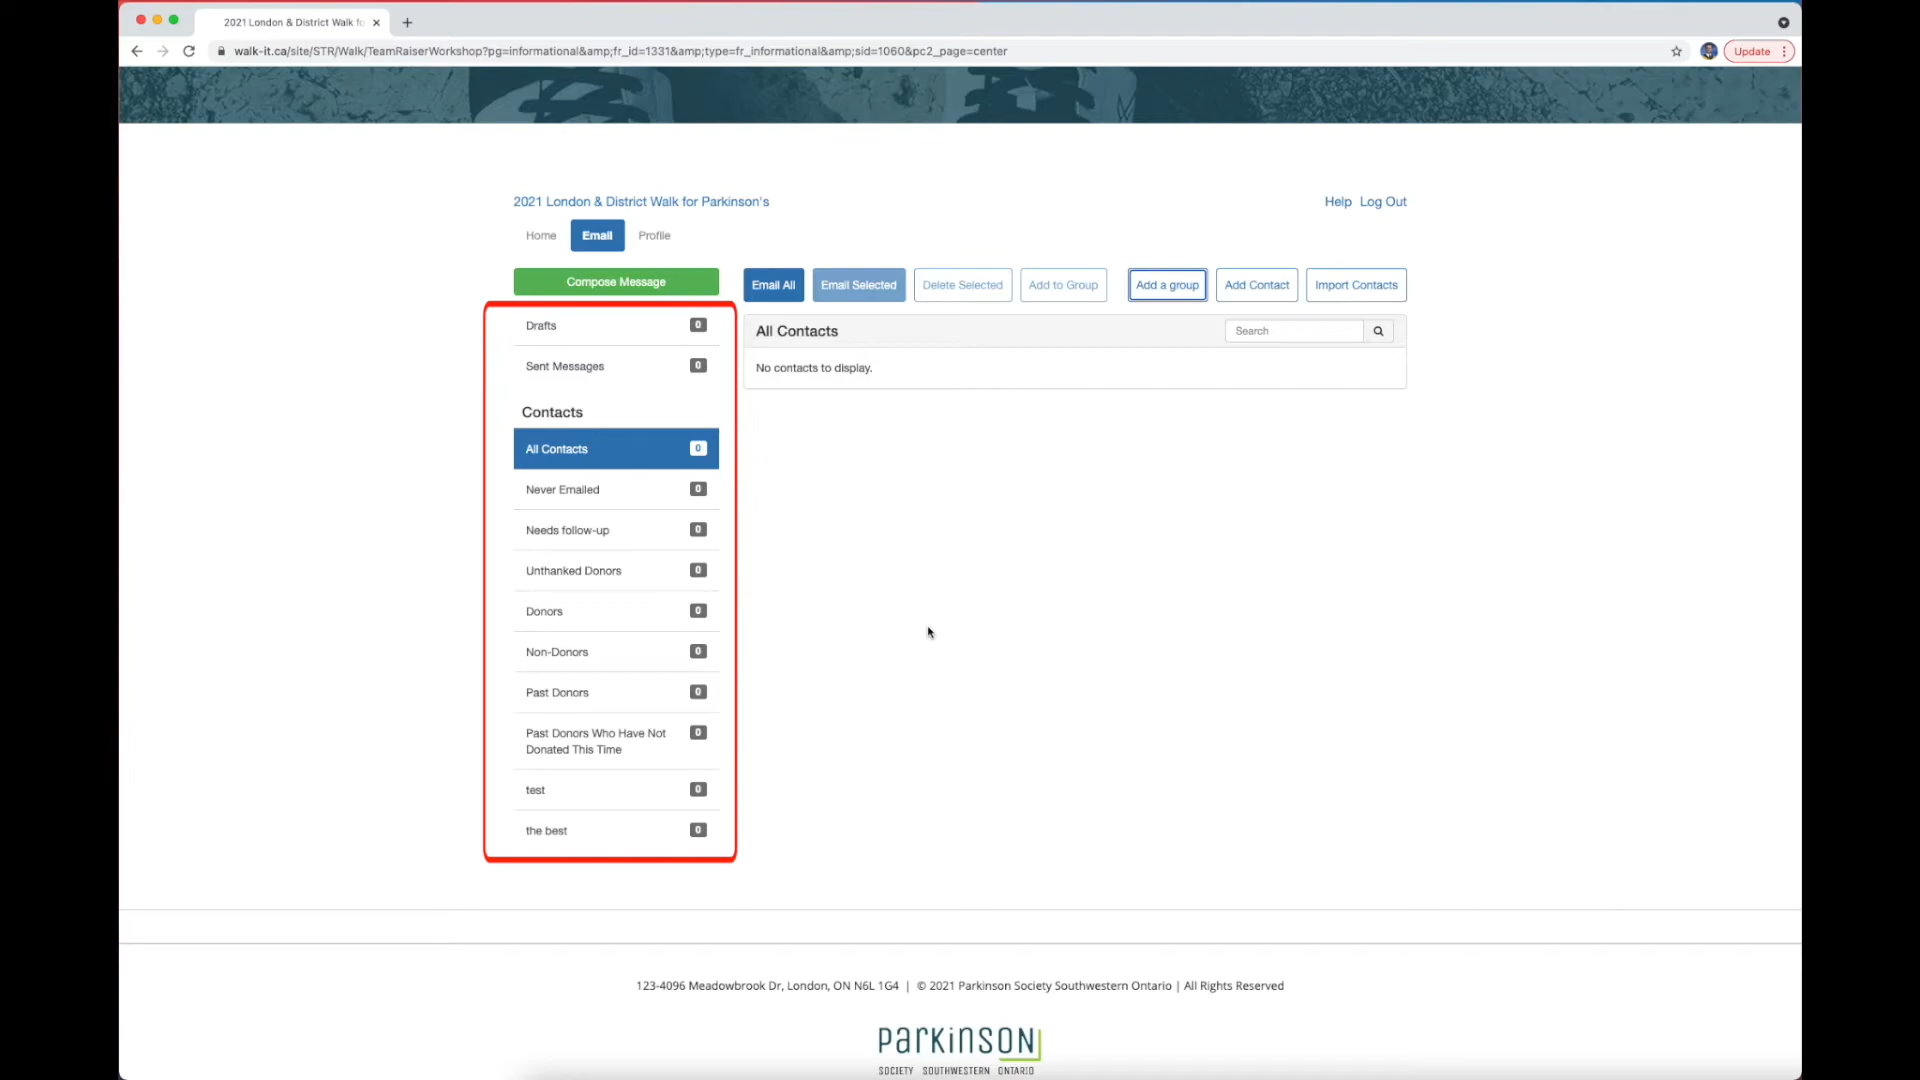 2021 London & District Walk fo
Update
walk-it.ca/site/STR/Walk/TeamRaiserWorkshop?pg=informational&amp;fr_id=1331&amp;type=fr_informational&amp;sid=1060&pc2_page=center
2021 London & District Walk for Parkinson's
Help Log Out
Home Email Profile
Compose Message
Email All Email Selected Delete Selected Add to Group Add a group Add Contact Import Contacts
Drafts 0
Sent Messages 0
Contacts
All Contacts 0
Never Emailed 0
Needs follow-up 0
Unthanked Donors 0
Donors 0
Non-Donors 0
Past Donors 0
Past Donors Who Have Not 0
Donated This Time
test 0
the best 0
All Contacts
Search
No contacts to display.
123-4096 Meadowbrook Dr, London, ON N6L 1G4 | © 2021 Parkinson Society Southwestern Ontario | All Rights Reserved
parkinson
SOCIETY SOUTHWESTERN ONTARIO